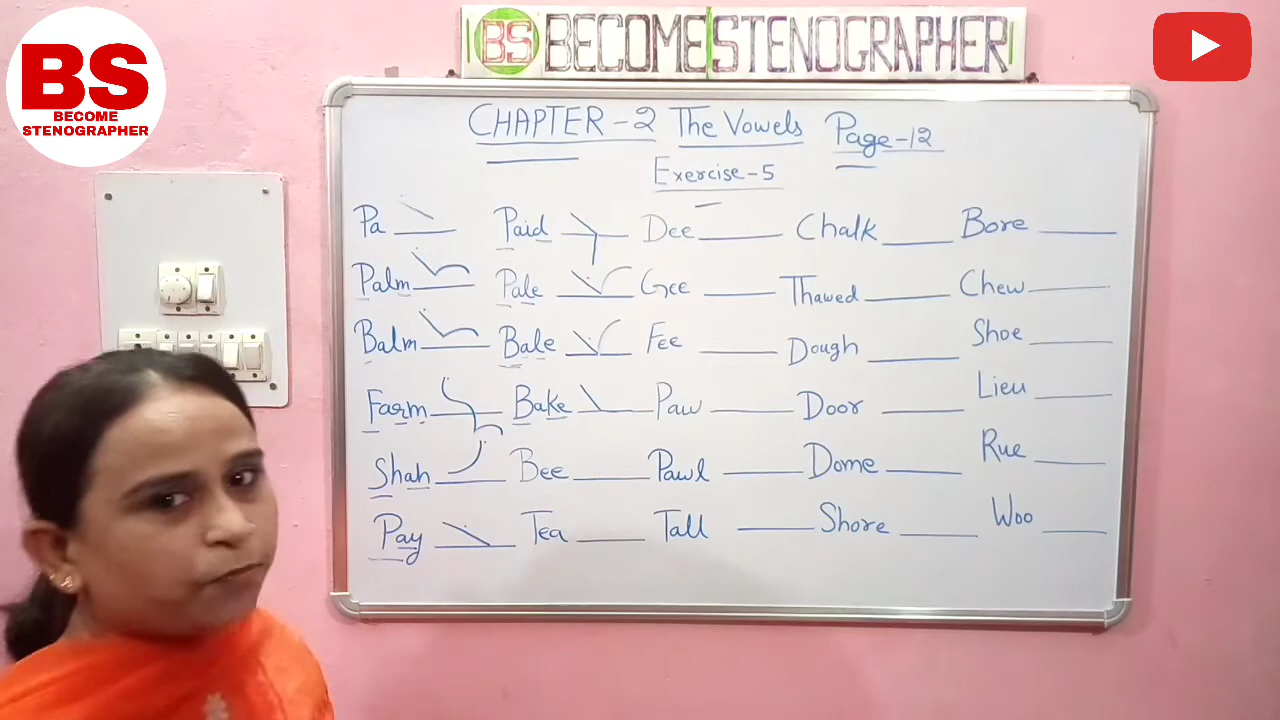 BS BECOME STENOGRAPHER
BS
BECOME
STENOGRAPHER
CHAPTER-2 The Vowels Page-12
Exercise-5
Pa Paid Dee Chalk Bore
Palm Pale Gee Thawed Chew
Balm Bale Fee Dough Shoe
Farm Bake Paw Door Lieu
Shah Bee Pawl Dome Rue
Pay Tea Tall Shore Woo